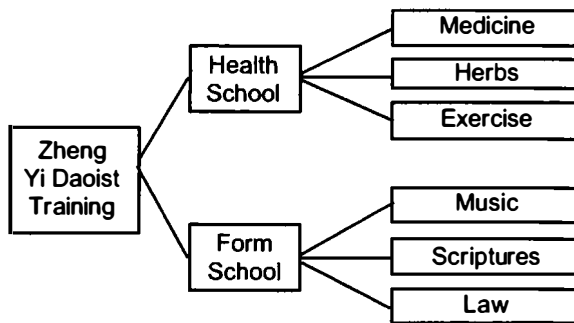 Zheng
Yi Daoist
Training
Health
School
Medicine
Herbs
Exercise
Form
School
Music
Scriptures
Law